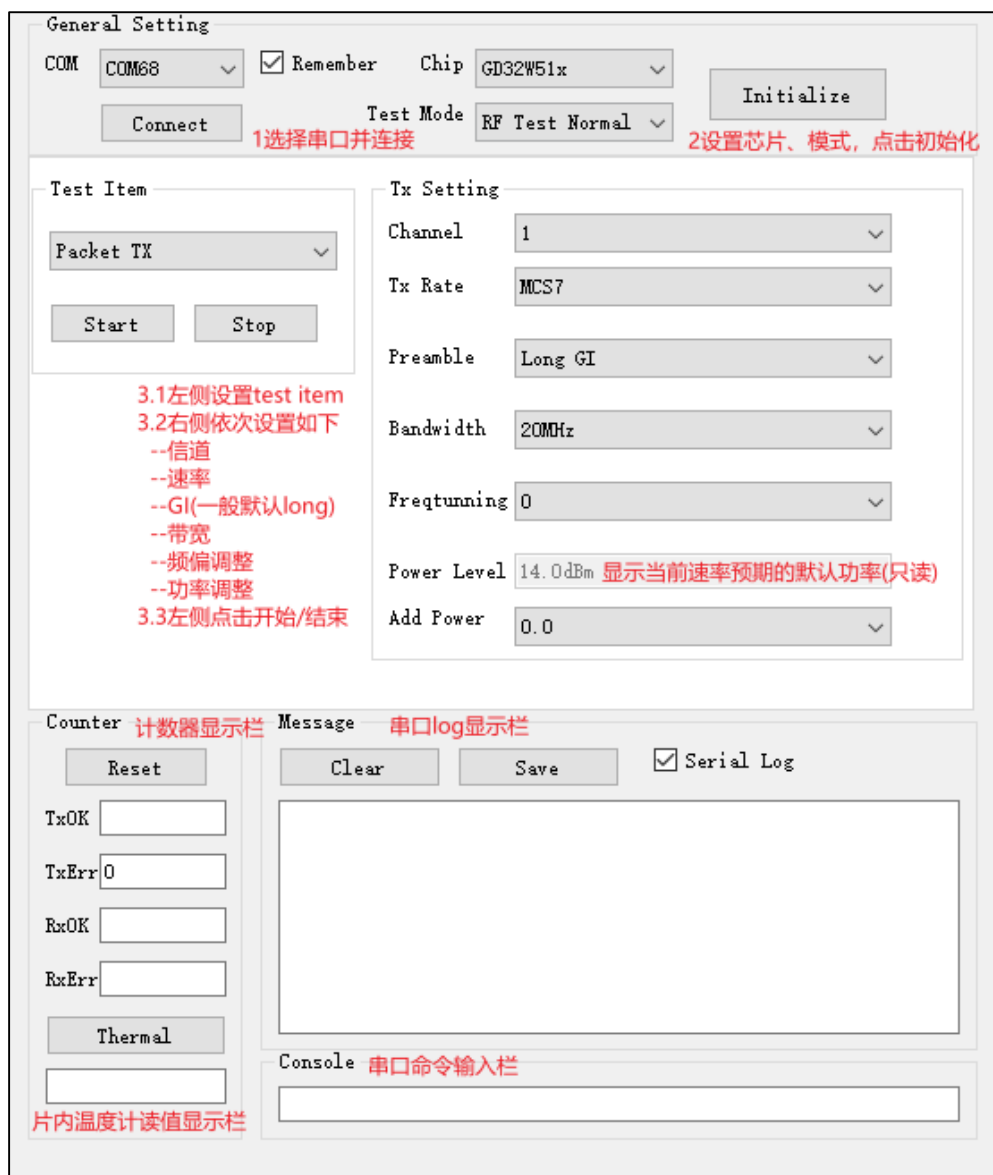 General Setting
COM COM68 Remember Chip GD32W51x
Initialize
Connect Test Mode RF Test Normal
1选择串口并连接 2设置芯片、模式，点击初始化
Test Item
Packet TX
Start Stop
3.1左侧设置test item
3.2右侧依次设置如下
--信道
--速率
--GI(一般默认long)
--带宽
--频偏调整
--功率调整
3.3左侧点击开始/结束
Tx Setting
Channel 1
Tx Rate MCS7
Preamble Long GI
Bandwidth 20MHz
Freqtunning 0
Power Level 14.0dBm 显示当前速率预期的默认功率(只读)
Add Power 0.0
Counter 计数器显示栏
Reset
TxOK
TxErr 0
RxOK
RxErr
Thermal
片内温度计读值显示栏
Message 串口log显示栏
Clear Save Serial Log
Console 串口命令输入栏